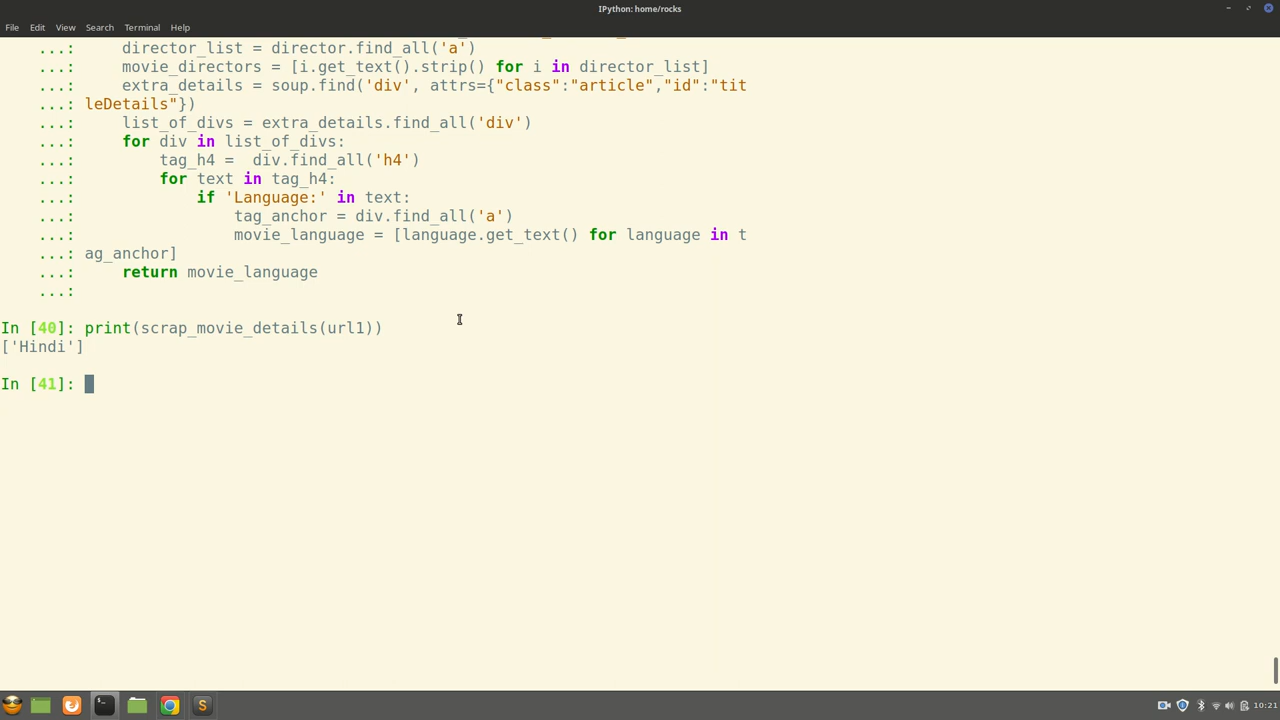 IPython: home/rocks
File Edit View Search Terminal Help
...:     director_list = director.find_all('a')
...:     movie_directors = [i.get_text().strip() for i in director_list]
...:     extra_details = soup.find('div', attrs={"class":"article","id":"tit
...: leDetails"})
...:     list_of_divs = extra_details.find_all('div')
...:     for div in list_of_divs:
...:         tag_h4 =  div.find_all('h4')
...:         for text in tag_h4:
...:             if 'Language:' in text:
...:                 tag_anchor = div.find_all('a')
...:                 movie_language = [language.get_text() for language in t
...: ag_anchor]
...:     return movie_language
...:
In [40]: print(scrap_movie_details(url1))
['Hindi']
In [41]:
10:21